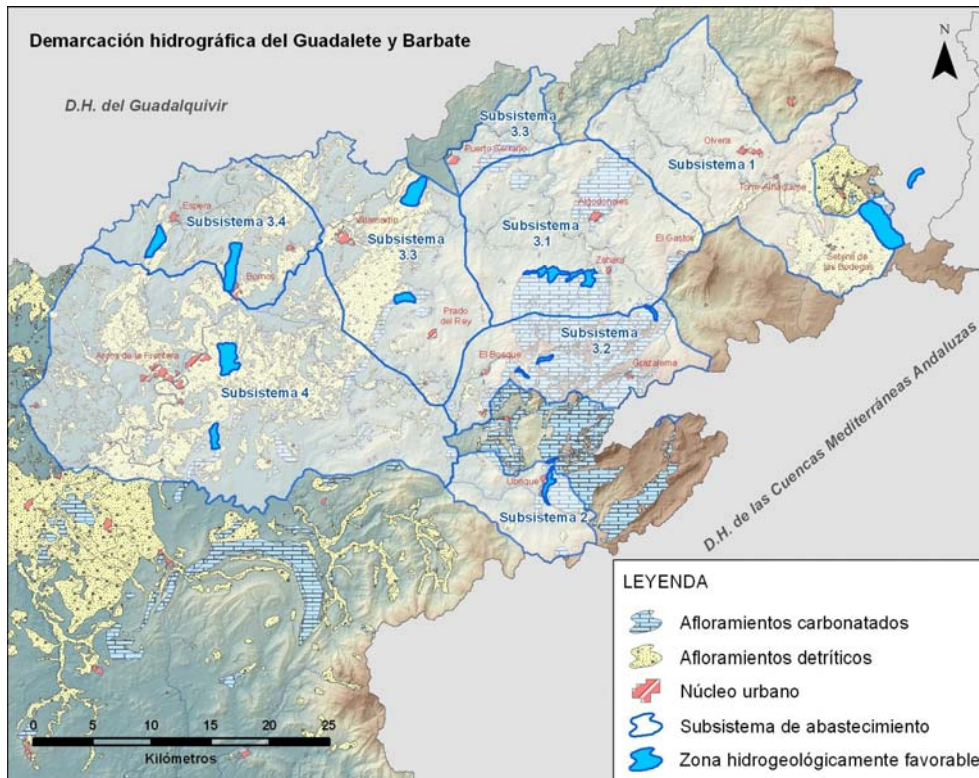 Demarcación hidrográfica del Guadalete y Barbate
N
D.H. del Guadalquivir
Subsistema
3.3
Puerto Serrano
Olvera
Subsistema 1
Torre-Alháquime
Algodonales
Espera
Subsistema 3.4
Villamartín
Subsistema
3.3
Subsistema
3.1
El Gastor
Zahara
Setenil de
las Bodegas
Bornos
Prado
del Rey
Subsistema
3.2
El Bosque
Grazalema
Arcos de la Frontera
Subsistema 4
Ubrique
Subsistema 2
D.H. de las Cuencas Mediterráneas Andaluzas
LEYENDA
Afloramientos carbonatados
Afloramientos detríticos
Núcleo urbano
Subsistema de abastecimiento
Zona hidrogeológicamente favorable
0 5 10 15 20 25
Kilómetros